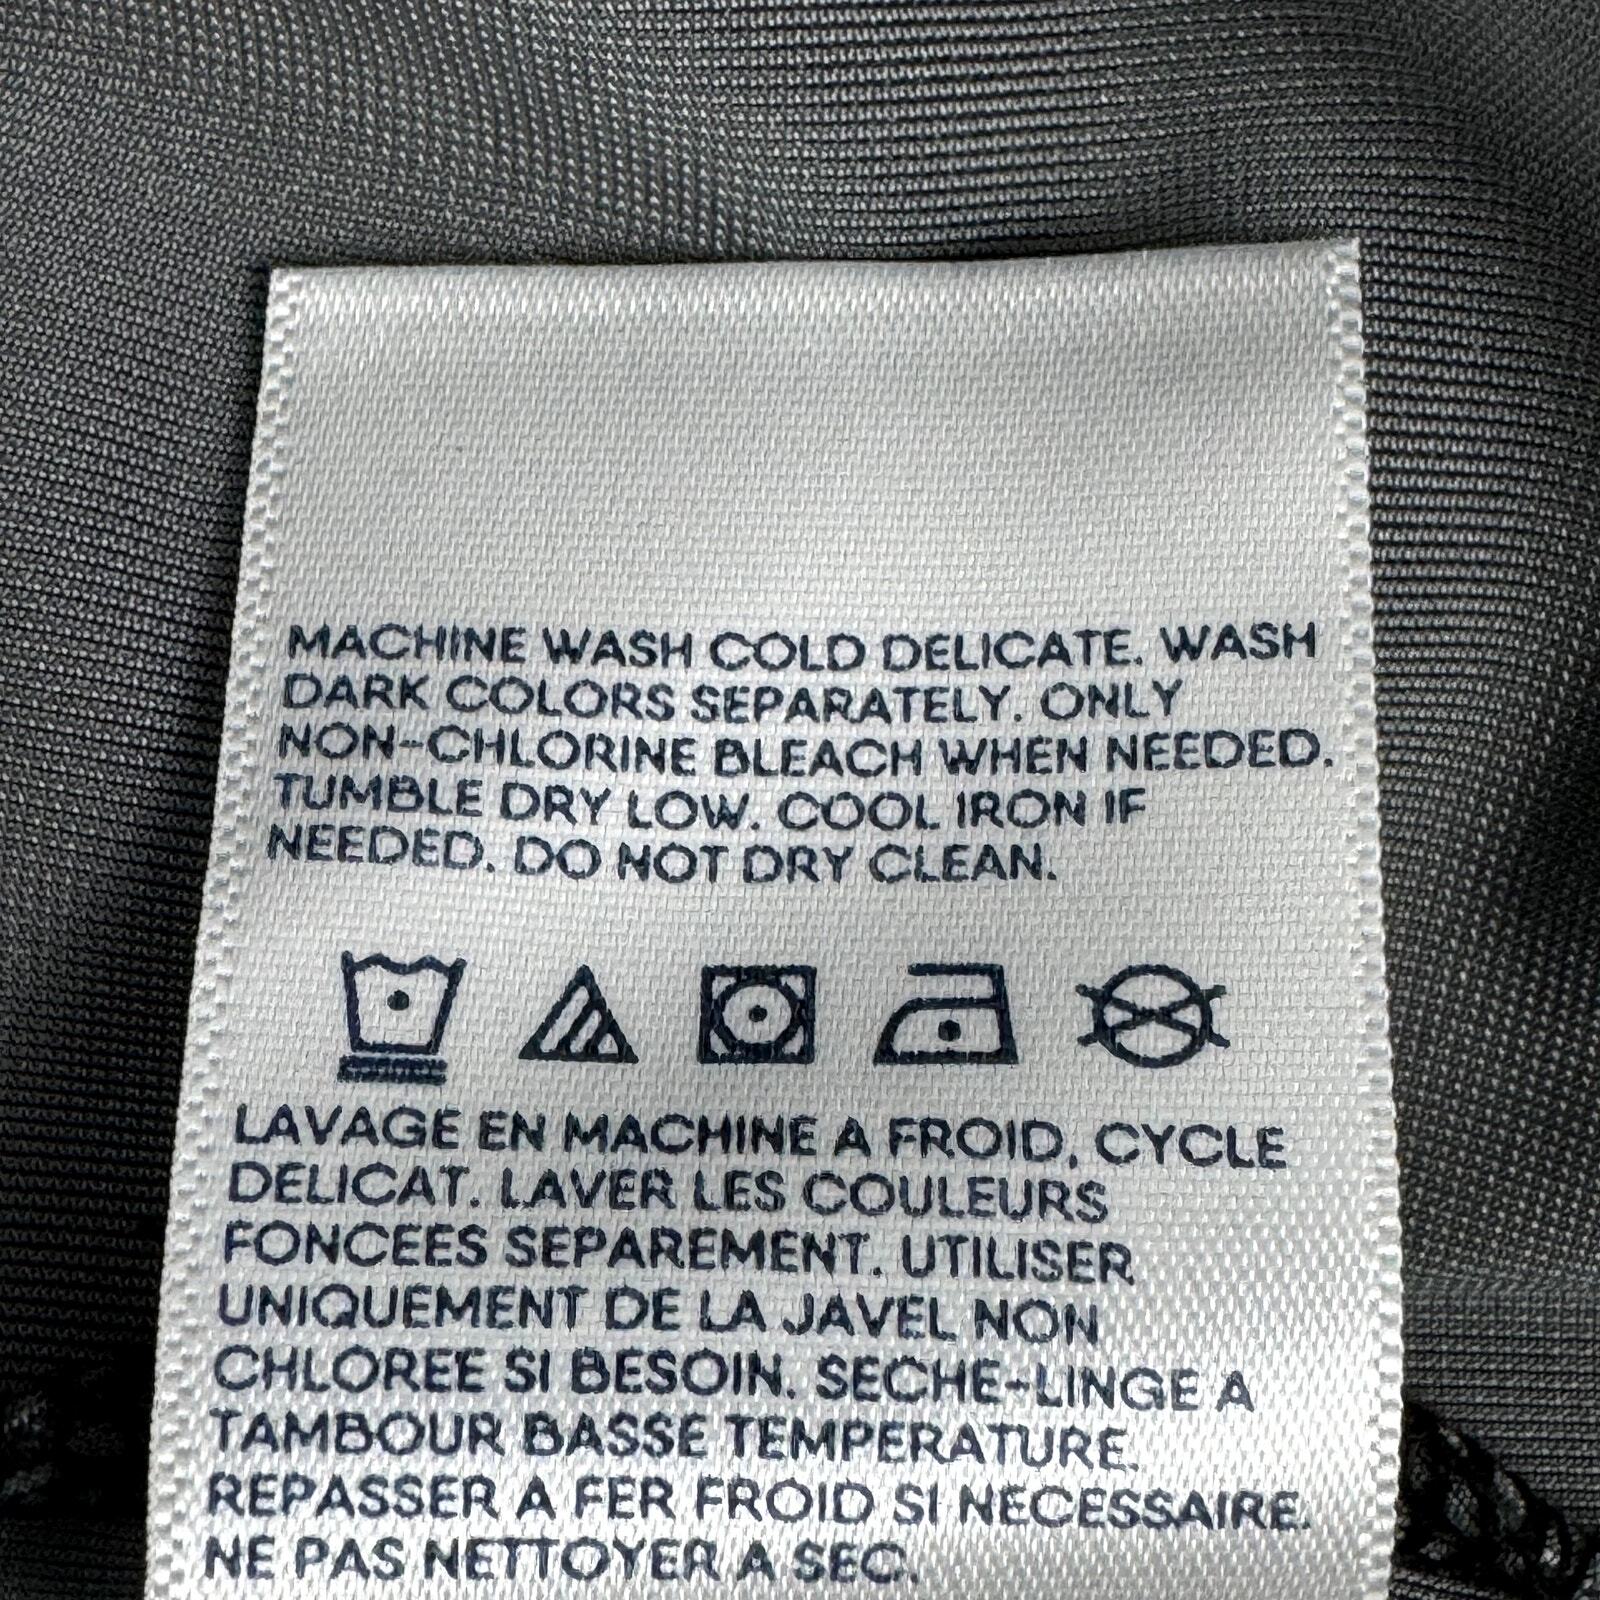 MACHINE WASH COLD DELICATE. WASH
DARK COLORS SEPARATELY. ONLY
NON-CHLORINE BLEACH WHEN NEEDED.
TUMBLE DRY LOW. COOL IRON IF
NEEDED. DO NOT DRY CLEAN.
LAVAGE EN MACHINE A FROID, CYCLE
DELICAT. LAVER LES COULEURS
FONCEES SEPAREMENT. UTILISER
UNIQUEMENT DE LA JAVEL NON
CHLOREE SI BESOIN. SECHE-LINGE A
TAMBOUR BASSE TEMPERATURE.
REPASSER A FER FROID SI NECESSAIRE.
NE PAS NETTOYER A SEC.